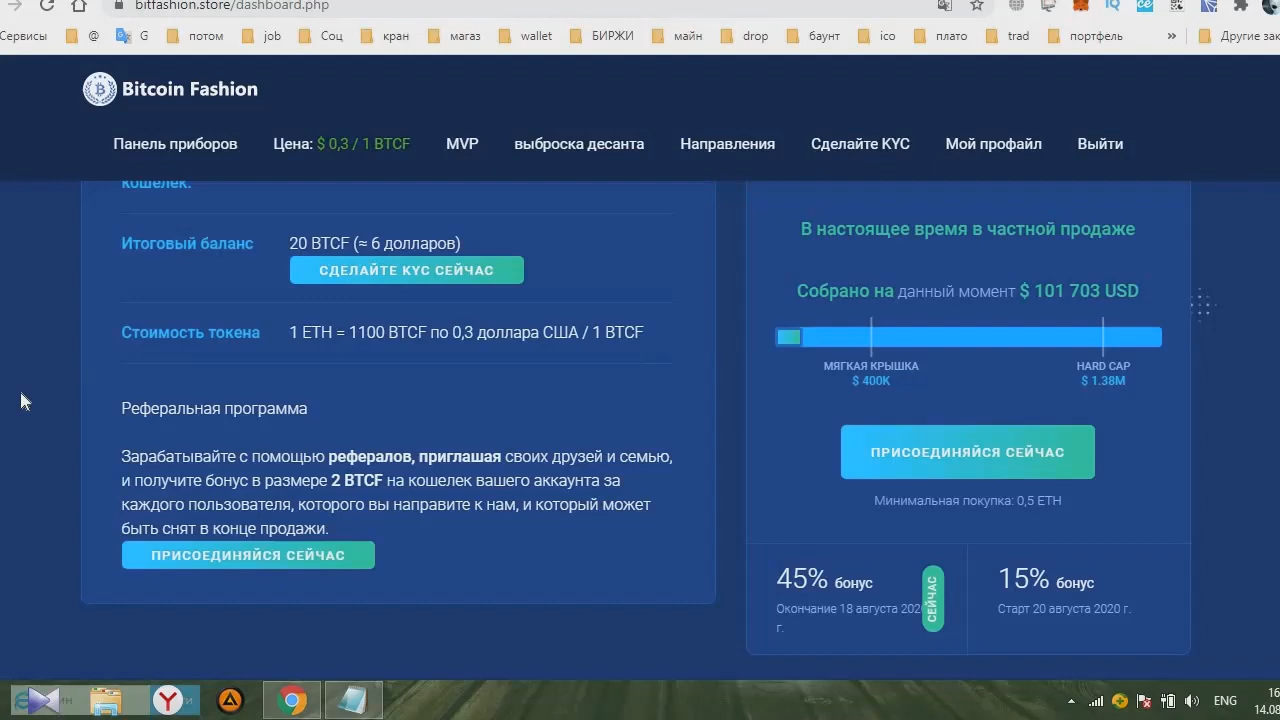 bitfashion.store/dashboard.php
Сервисы @ G потом job Соц кран магаз wallet БИРЖИ майн drop баунт ico плато trad портфель » Другие зак
Bitcoin Fashion
Панель приборов Цена: $ 0,3 / 1 BTCF MVP выброска десанта Направления Сделайте KYC Мой профайл Выйти
кошелек.
Итоговый баланс 20 BTCF (≈ 6 долларов)
СДЕЛАЙТЕ KYC СЕЙЧАС
Стоимость токена 1 ETH = 1100 BTCF по 0,3 доллара США / 1 BTCF
Реферальная программа
Зарабатывайте с помощью рефералов, приглашая своих друзей и семью,
и получите бонус в размере 2 BTCF на кошелек вашего аккаунта за
каждого пользователя, которого вы направите к нам, и который может
быть снят в конце продажи.
ПРИСОЕДИНЯЙСЯ СЕЙЧАС
В настоящее время в частной продаже
Собрано на данный момент $ 101 703 USD
МЯГКАЯ КРЫШКА HARD CAP
$ 400K $ 1.38M
ПРИСОЕДИНЯЙСЯ СЕЙЧАС
Минимальная покупка: 0,5 ETH
45% бонус
Окончание 18 августа 202
г.
СЕЙЧАС
15% бонус
Старт 20 августа 2020 г.
ENG
16
14.08